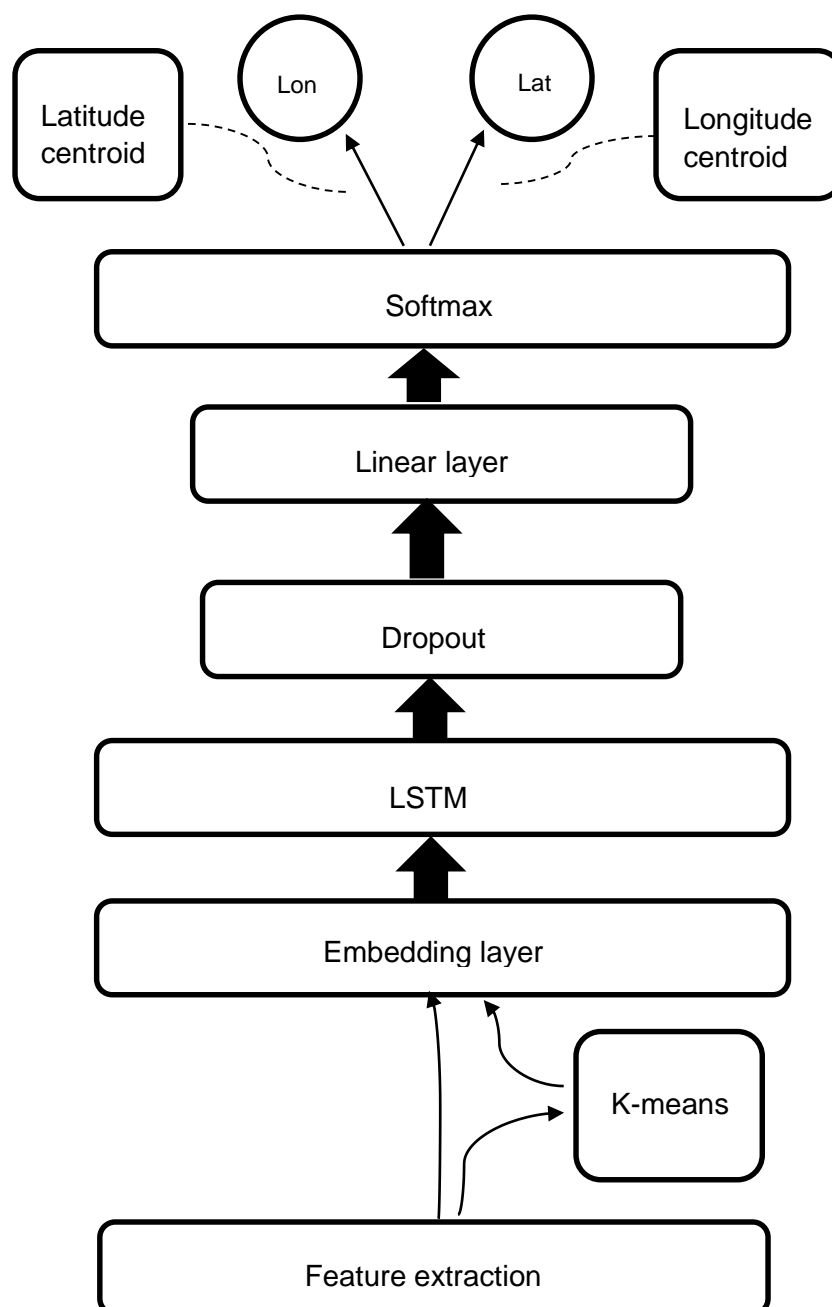 Lon
Lat
Latitude
centroid
Longitude
centroid
Softmax
Linear layer
Dropout
LSTM
Embedding layer
K-means
Feature extraction